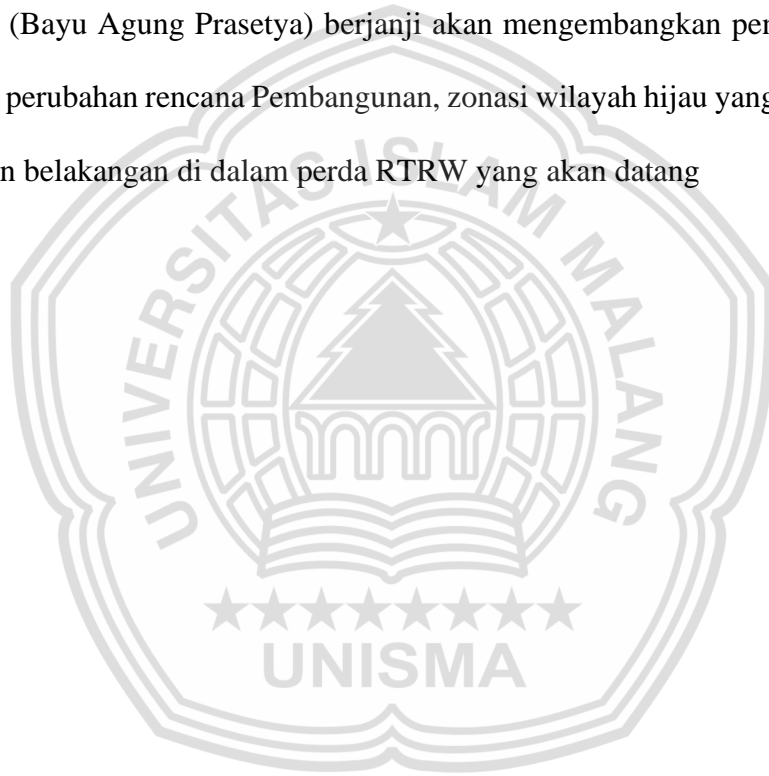 (Bayu Agung Prasetya) berjanji akan mengembangkan per
perubahan rencana Pembangunan, zonasi wilayah hijau yang
n belakangan di dalam perda RTRW yang akan datang
UNIVERSITAS ISLAM MALANG
UNISMA